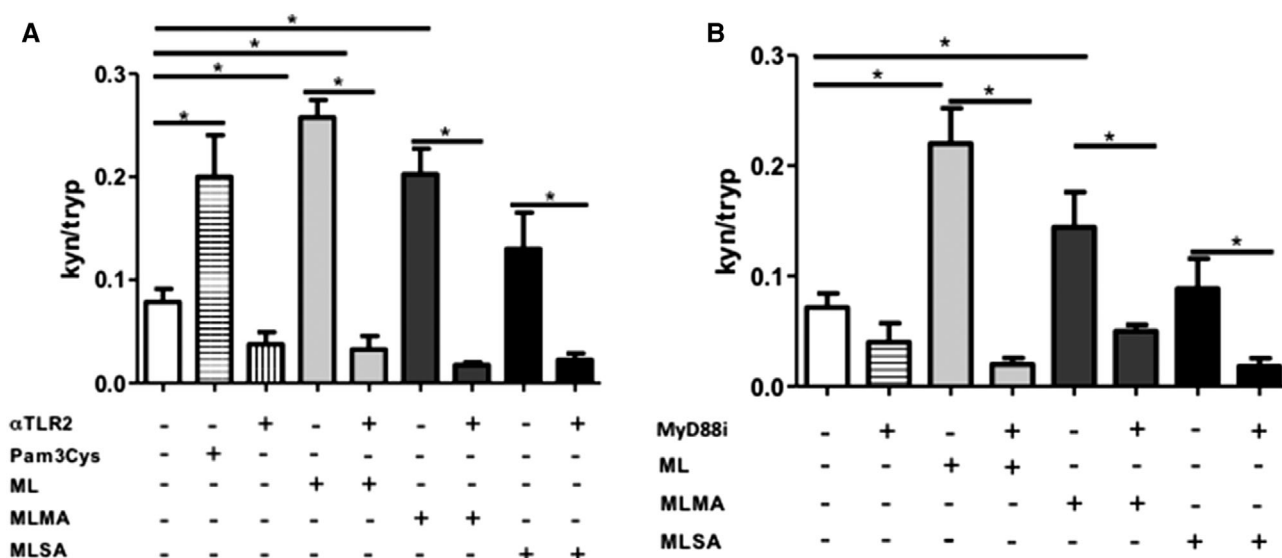 A
*
*
*
*
*
*
*
kyn/tryp
0.3
0.2
0.1
0.0
αTLR2 - - + - + - + - +
Pam3Cys - + - - - - - - -
ML - - - + + - - - -
MLMA - - - - - + + - -
MLSA - - - - - - - + +
B
*
*
*
*
*
kyn/tryp
0.3
0.2
0.1
0.0
MyD88i - + - + - + - +
ML - - + + - - - -
MLMA - - - - + + - -
MLSA - - - - - - + +